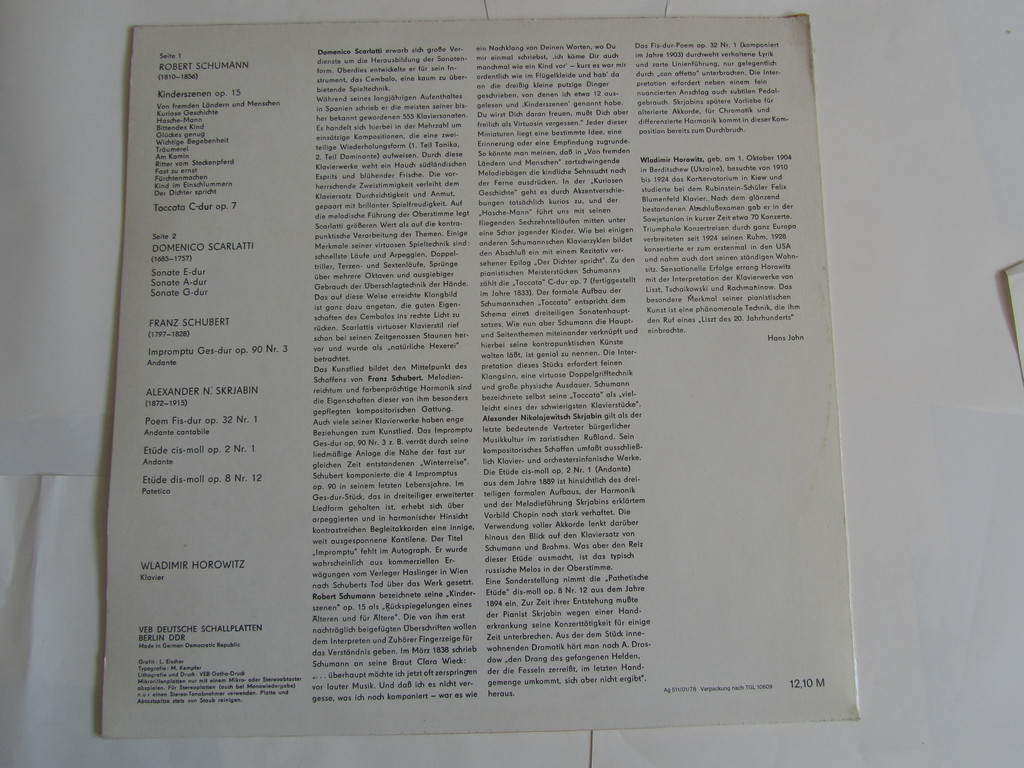 Seite 1
ROBERT SCHUMANN
(1810–1856)
Kinderszenen op. 15
Von fremden Ländern und Menschen
Kuriose Geschichte
Hasche-Mann
Bittendes Kind
Glückes genug
Wichtige Begebenheit
Träumerei
Am Kamin
Ritter vom Steckenpferd
Fast zu ernst
Fürchtenmachen
Kind im Einschlummern
Der Dichter spricht
Toccata C-dur op. 7
Seite 2
DOMENICO SCARLATTI
(1685–1757)
Sonate E-dur
Sonate A-dur
Sonate G-dur
FRANZ SCHUBERT
(1797–1828)
Impromptu Ges-dur op. 90 Nr. 3
Andante
ALEXANDER N. SKRJABIN
(1872–1915)
Poem Fis-dur op. 32 Nr. 1
Andante cantabile
Etüde cis-moll op. 2 Nr. 1
Andante
Etüde dis-moll op. 8 Nr. 12
Patetico
WLADIMIR HOROWITZ
Klavier
VEB DEUTSCHE SCHALLPLATTEN
BERLIN DDR
Made in German Democratic Republic
Grafik: L. Eischer
Typografie: M. Kempter
Lithografie und Druck: VEB Gotha-Druck
Mikrorillenplatten nur mit einem Mikro- oder Stereoabtaster
abspielen. Für Stereoplatten (auch bei Monowiedergabe)
nur einen Stereo-Tonabnehmer verwenden. Platte und
Abtastspitze stets von Staub reinigen.
Domenico Scarlatti erwarb sich große Ver-
dienste um die Herausbildung der Sonaten-
form. Überdies entwickelte er für sein In-
strument, das Cembalo, eine kaum zu über-
bietende Spieltechnik.
Während seines langjährigen Aufenthaltes
in Spanien schrieb er die meisten seiner bis-
her bekannt gewordenen 555 Klaviersonaten.
Es handelt sich hierbei in der Mehrzahl um
einsätzige Kompositionen, die eine zwei-
teilige Wiederholungsform (1. Teil Tonika,
2. Teil Dominante) aufweisen. Durch diese
Klavierwerke weht ein Hauch südländischen
Esprits und blühender Frische. Die vor-
herrschende Zweistimmigkeit verleiht dem
Klaviersatz Durchsichtigkeit und Anmut,
gepaart mit brillanter Spielfreudigkeit. Auf
die melodische Führung der Oberstimme legt
Scarlatti größeren Wert als auf die kontra-
punktische Verarbeitung der Themen. Einige
Merkmale seiner virtuosen Spieltechnik sind:
schnellste Läufe und Arpeggien, Doppel-
triller, Terzen- und Sextenläufe, Sprünge
über mehrere Oktaven und ausgiebiger
Gebrauch der Überschlagtechnik der Hände.
Das auf diese Weise erreichte Klangbild
ist ganz dazu angetan, die guten Eigen-
schaften des Cembalos ins rechte Licht zu
rücken. Scarlattis virtuoser Klavierstil rief
schon bei seinen Zeitgenossen Staunen her-
vor und wurde als „natürliche Hexerei"
betrachtet.
Das Kunstlied bildet den Mittelpunkt des
Schaffens von Franz Schubert. Melodien-
reichtum und farbenprächtige Harmonik sind
die Eigenschaften dieser von ihm besonders
gepflegten kompositorischen Gattung.
Auch viele seiner Klavierwerke haben enge
Beziehungen zum Kunstlied. Das Impromptu
Ges-dur op. 90 Nr. 3 z. B. verrät durch seine
liedmäßige Anlage die Nähe der fast zur
gleichen Zeit entstandenen „Winterreise".
Schubert komponierte die 4 Impromptus
op. 90 in seinem letzten Lebensjahre. Im
Ges-dur-Stück, das in dreiteiliger erweiterter
Liedform gehalten ist, erhebt sich über
arpeggierten und in harmonischer Hinsicht
kontrastreichen Begleitakkorden eine innige,
weit ausgesponnene Kantilene. Der Titel
„Impromptu" fehlt im Autograph. Er wurde
wahrscheinlich aus kommerziellen Er-
wägungen vom Verleger Haslinger in Wien
nach Schuberts Tod über das Werk gesetzt.
Robert Schumann bezeichnete seine „Kinder-
szenen" op. 15 als „Rückspiegelungen eines
Älteren und für Ältere". Die von ihm erst
nachträglich beigefügten Überschriften wollen
dem Interpreten und Zuhörer Fingerzeige für
das Verständnis geben. Im März 1838 schrieb
Schumann an seine Braut Clara Wieck:
„... überhaupt möchte ich jetzt oft zerspringen
vor lauter Musik. Und daß ich es nicht ver-
gesse, was ich noch komponiert – war es wie
ein Nachklang von Deinen Worten, wo Du
mir einmal schriebst, ‚ich käme Dir auch
manchmal wie ein Kind vor' – kurz es war mir
ordentlich wie im Flügelkleide und hab' da
an die dreißig kleine putzige Dinger
geschrieben, von denen ich etwa 12 aus-
gelesen und ‚Kinderszenen' genannt habe.
Du wirst Dich daran freuen, mußt Dich aber
freilich als Virtuosin vergessen." Jeder dieser
Miniaturen liegt eine bestimmte Idee, eine
Erinnerung oder eine Empfindung zugrunde.
So könnte man meinen, daß in „Von fremden
Ländern und Menschen" zartschwingende
Melodiebögen die kindliche Sehnsucht nach
der Ferne ausdrücken. In der „Kuriosen
Geschichte" geht es durch Akzentverschie-
bungen tatsächlich kurios zu, und der
„Hasche-Mann" führt uns mit seinen
fliegenden Sechzehntelläufen mitten unter
eine Schar jagender Kinder. Wie bei einigen
anderen Schumannschen Klavierzyklen bildet
den Abschluß ein mit einem Rezitativ ver-
sehener Epilog „Der Dichter spricht". Zu den
pianistischen Meisterstücken Schumanns
zählt die „Toccata" C-dur op. 7 (fertiggestellt
im Jahre 1833). Der formale Aufbau der
Schumannschen „Toccata" entspricht dem
Schema eines dreiteiligen Sonatenhaupt-
satzes. Wie nun aber Schumann die Haupt-
und Seitenthemen miteinander verknüpft und
hierbei seine kontrapunktischen Künste
walten läßt, ist genial zu nennen. Die Inter-
pretation dieses Stücks erfordert feinen
Klangsinn, eine virtuose Doppelgrifftechnik
und große physische Ausdauer. Schumann
bezeichnete selbst seine „Toccata" als „viel-
leicht eines der schwierigsten Klavierstücke".
Alexander Nikolajewitsch Skrjabin gilt als der
letzte bedeutende Vertreter bürgerlicher
Musikkultur im zaristischen Rußland. Sein
kompositorisches Schaffen umfaßt ausschließ-
lich Klavier- und orchestersinfonische Werke.
Die Etüde cis-moll op. 2 Nr. 1 (Andante)
aus dem Jahre 1889 ist hinsichtlich des drei-
teiligen formalen Aufbaus, der Harmonik
und der Melodieführung Skrjabins erklärtem
Vorbild Chopin noch stark verhaftet. Die
Verwendung voller Akkorde lenkt darüber
hinaus den Blick auf den Klaviersatz von
Schumann und Brahms. Was aber den Reiz
dieser Etüde ausmacht, ist das typisch
russische Melos in der Oberstimme.
Eine Sonderstellung nimmt die „Pathetische
Etüde" dis-moll op. 8 Nr. 12 aus dem Jahre
1894 ein. Zur Zeit ihrer Entstehung mußte
der Pianist Skrjabin wegen einer Hand-
erkrankung seine Konzerttätigkeit für einige
Zeit unterbrechen. Aus der dem Stück inne-
wohnenden Dramatik hört man nach A. Dros-
dow „den Drang des gefangenen Helden,
der die Fesseln zerreißt, im letzten Hand-
gemenge umkommt, sich aber nicht ergibt",
heraus.
Das Fis-dur-Poem op. 32 Nr. 1 (komponiert
im Jahre 1903) durchweht verhaltene Lyrik
und zarte Linienführung, nur gelegentlich
durch „con affetto" unterbrochen. Die Inter-
pretation erfordert neben einem fein
nuancierten Anschlag auch subtilen Pedal-
gebrauch. Skrjabins spätere Vorliebe für
alterierte Akkorde, für Chromatik und
differenzierte Harmonik kommt in dieser Kom-
position bereits zum Durchbruch.
Wladimir Horowitz, geb. am 1. Oktober 1904
in Berditschew (Ukraine), besuchte von 1910
bis 1924 das Konservatorium in Kiew und
studierte bei dem Rubinstein-Schüler Felix
Blumenfeld Klavier. Nach dem glänzend
bestandenen Abschlußexamen gab er in der
Sowjetunion in kurzer Zeit etwa 70 Konzerte.
Triumphale Konzertreisen durch ganz Europa
verbreiteten seit 1924 seinen Ruhm. 1928
konzertierte er zum erstenmal in den USA
und nahm auch dort seinen ständigen Wohn-
sitz. Sensationelle Erfolge errang Horowitz
mit der Interpretation der Klavierwerke von
Liszt, Tschaikowski und Rachmaninow. Das
besondere Merkmal seiner pianistischen
Kunst ist eine phänomenale Technik, die ihm
den Ruf eines „Liszt des 20. Jahrhunderts"
einbrachte.
Hans John
Ag 511/01/78 Verpackung nach TGL 10609 12,10 M